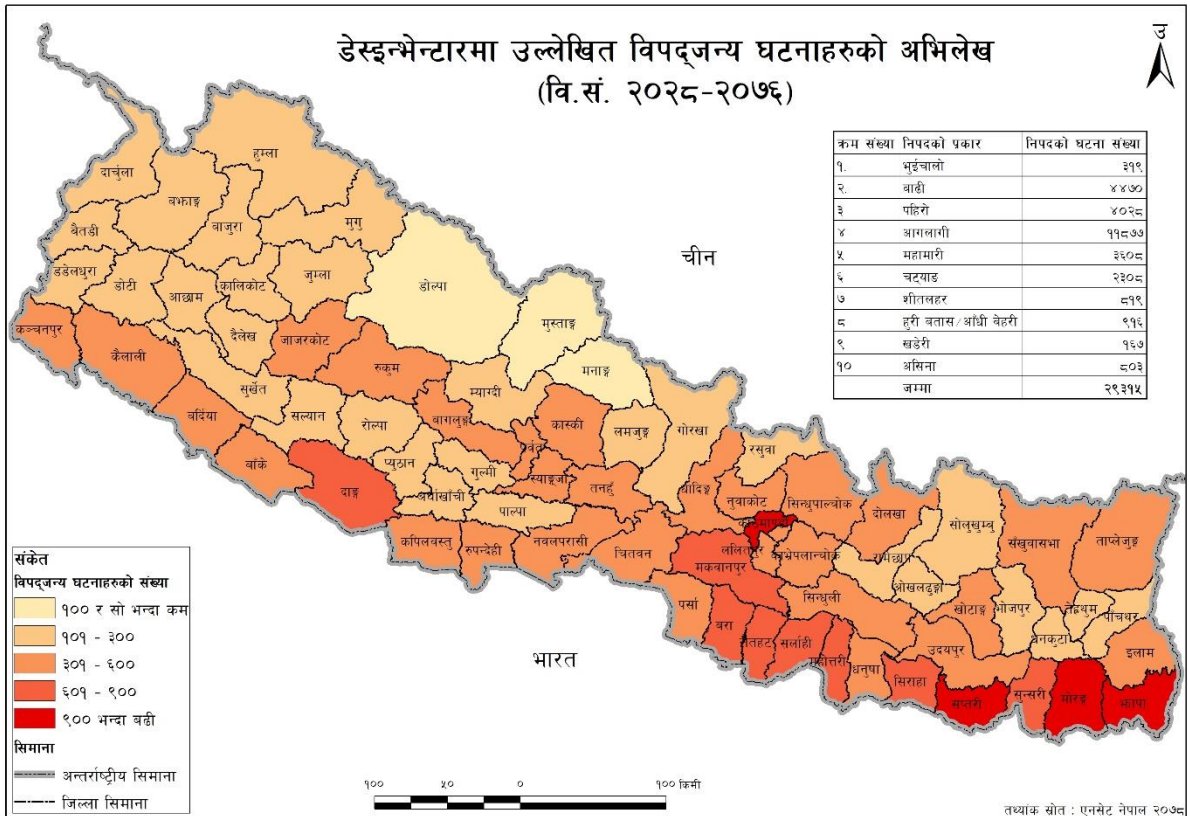 डेस्इन्भेन्टारमा उल्लेखित विपद्जन्य घटनाहरुको अभिलेख
(वि.सं. २०२८-२०७६)
उ
क्रम संख्या निपदको प्रकार निपदको घटना संख्या
१. भुईचालो ३१९
२. बाढी ४४७०
३ पहिरो ४०२८
४ आगलागी ११८७७
५ महामारी ३६०८
६ चट्याङ २३०८
७ शीतलहर ८१९
८ हुरी बतास/आँधी बेहरी ९१६
९ खडेरी १६७
१० असिना ८०३
जम्मा २९३१५
चीन
भारत
हुम्ला
दार्चुला
बझाङ्ग
बाजुरा
मुगु
बैतडी
डडेलधुरा
डोटी
आछाम
कालिकोट
जुम्ला
डोल्पा
मुस्ताङ्ग
मनाङ्ग
कञ्चनपुर
कैलाली
दैलेख
जाजरकोट
रुकुम
सुर्खेत
सल्यान
रोल्पा
म्याग्दी
बाग्लुङ्ग
पर्वत
कास्की
लमजुङ्ग
गोरखा
बर्दिया
बाँके
दाङ्ग
प्युठान
गुल्मी
अर्घाखाँची
स्याङ्जा
तनहुँ
पाल्पा
कपिलवस्तु
रुपन्देही
नवलपरासी
चितवन
धादिङ्ग
रसुवा
नुवाकोट
सिन्धुपाल्चोक
काठमाण्डौ
ललितपुर
काभ्रेपलान्चोक
मकवानपुर
दोलखा
रामेछाप
सोलुखुम्बु
ओखलढुङ्गा
सिन्धुली
पर्सा
बारा
रौतहट
सर्लाही
महोत्तरी
धनुषा
सिराहा
सप्तरी
उदयपुर
खोटाङ्ग
भोजपुर
संखुवासभा
ताप्लेजुङ्ग
तेह्रथुम
पाँचथर
धनकुटा
इलाम
सुन्सरी
मोरङ्ग
झापा
संकेत
विपद्जन्य घटनाहरुको संख्या
१०० र सो भन्दा कम
१०१ - ३००
३०१ - ६००
६०१ - ९००
९०० भन्दा बढी
सिमाना
अन्तर्राष्ट्रीय सिमाना
जिल्ला सिमाना
१०० ५० ० १०० किमी
तथ्यांक स्रोत : एनसेट नेपाल २०७८